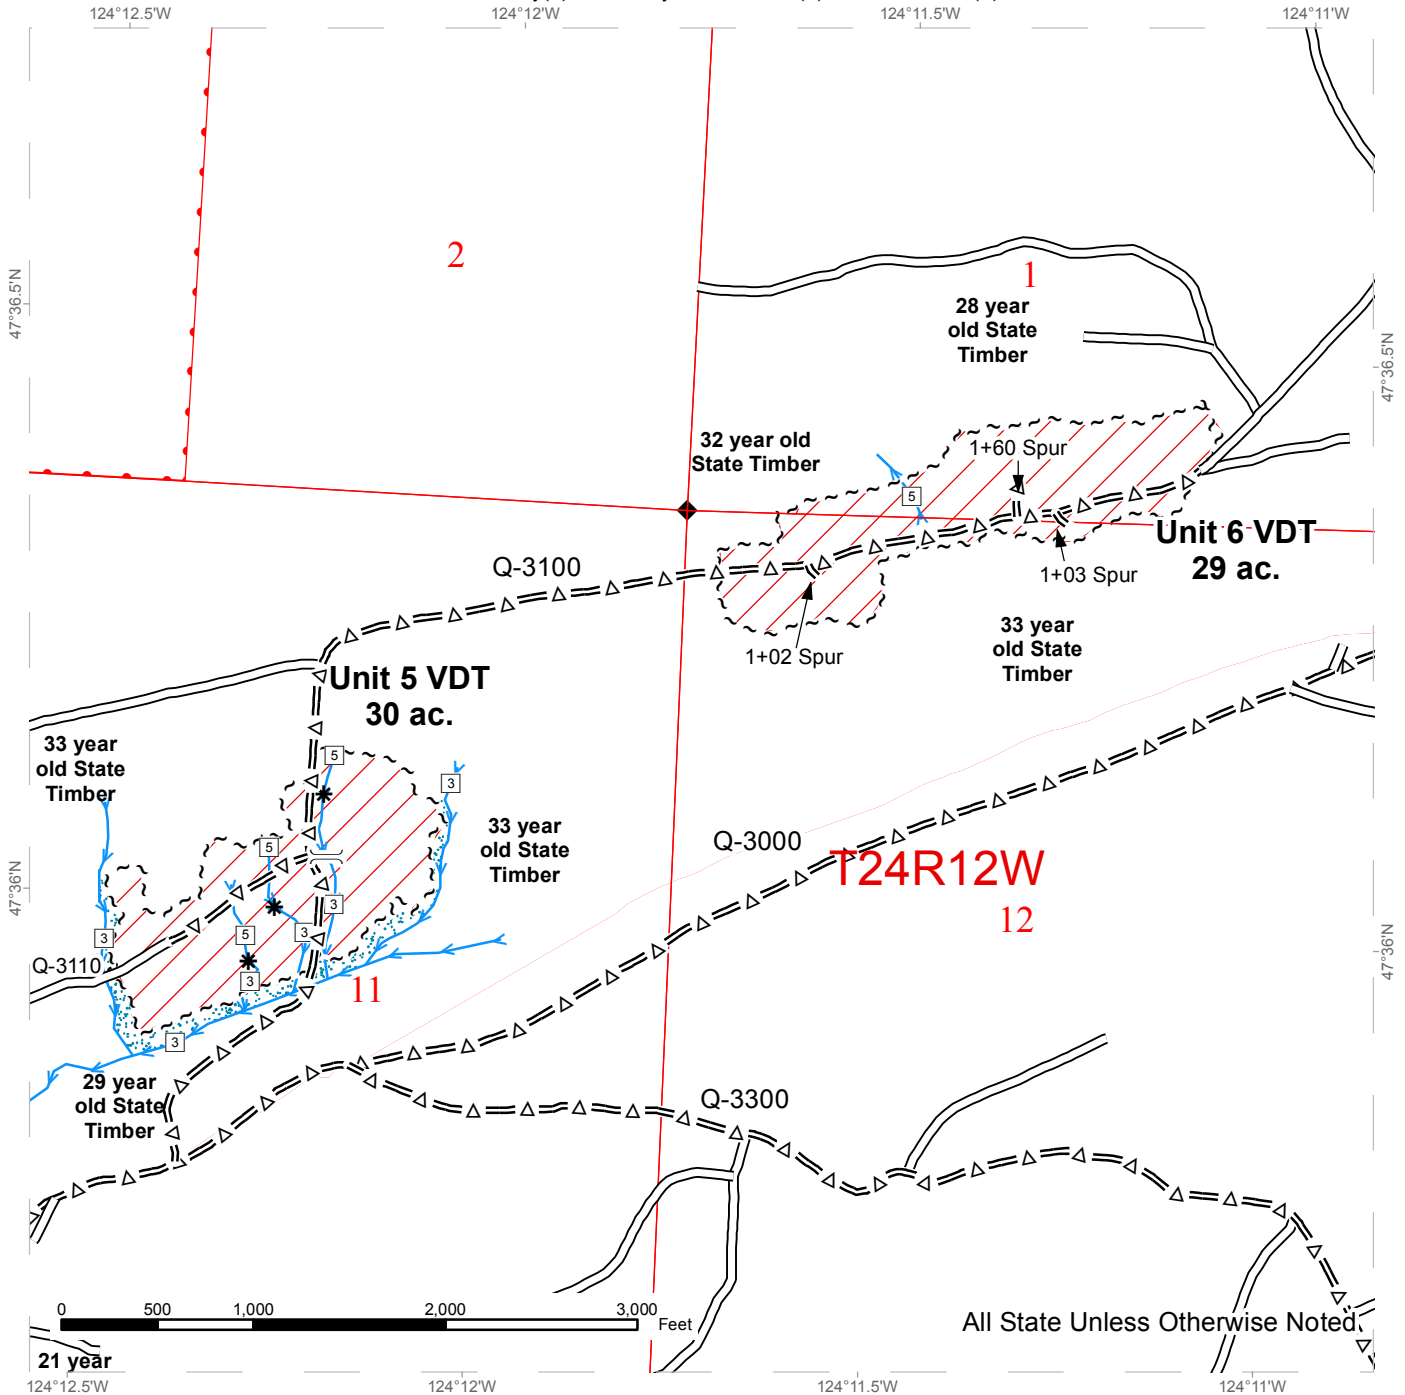 124°12.5'W
124°12'W
124°11.5'W
124°11'W
2
1
47°36.5'N
28 year
old State
Timber
47°36.5'N
32 year old
State Timber
1+60 Spur
5
Unit 6 VDT
29 ac.
Q-3100
1+03 Spur
33 year
old State
Timber
1+02 Spur
Unit 5 VDT
30 ac.
33 year
old State
Timber
5
3
33 year
old State
Timber
5
Q-3000
T24R12W
12
47°36'N
3
3
5
3
47°36'N
Q-3110
3
11
3
29 year
old State
Timber
Q-3300
0
500
1,000
2,000
3,000
Feet
All State Unless Otherwise Noted
21 year
124°12.5'W
124°12'W
124°11.5'W
124°11'W